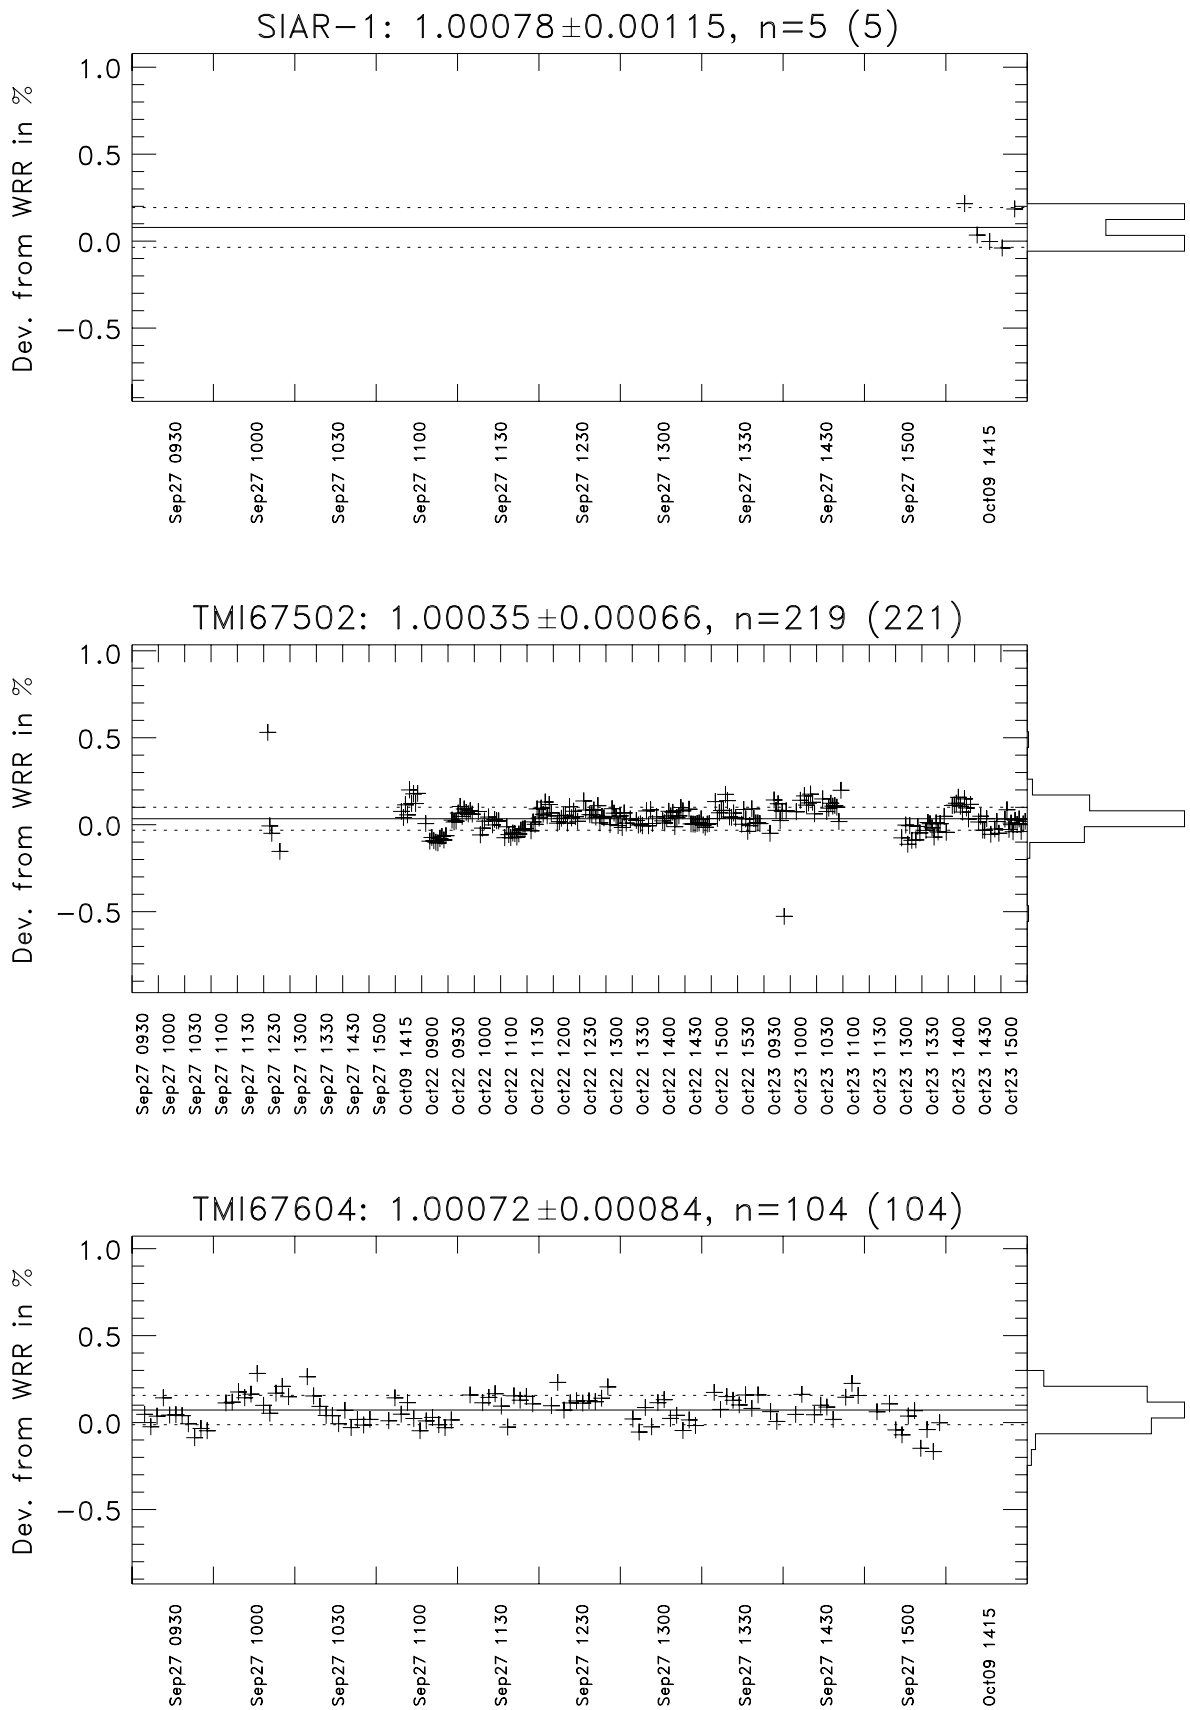 SIAR−1: 1.00078±0.00115, n=5 (5)
Dev. from WRR in %
1.0
0.5
0.0
−0.5
Sep27 0930
Sep27 1000
Sep27 1030
Sep27 1100
Sep27 1130
Sep27 1230
Sep27 1300
Sep27 1330
Sep27 1430
Sep27 1500
Oct09 1415
TMI67502: 1.00035±0.00066, n=219 (221)
Dev. from WRR in %
1.0
0.5
0.0
−0.5
Sep27 0930
Sep27 1000
Sep27 1030
Sep27 1100
Sep27 1130
Sep27 1230
Sep27 1300
Sep27 1330
Sep27 1430
Sep27 1500
Oct09 1415
Oct22 0900
Oct22 0930
Oct22 1000
Oct22 1100
Oct22 1130
Oct22 1200
Oct22 1230
Oct22 1300
Oct22 1330
Oct22 1400
Oct22 1430
Oct22 1500
Oct22 1530
Oct23 0930
Oct23 1000
Oct23 1030
Oct23 1100
Oct23 1130
Oct23 1300
Oct23 1330
Oct23 1400
Oct23 1430
Oct23 1500
TMI67604: 1.00072±0.00084, n=104 (104)
Dev. from WRR in %
1.0
0.5
0.0
−0.5
Sep27 0930
Sep27 1000
Sep27 1030
Sep27 1100
Sep27 1130
Sep27 1230
Sep27 1300
Sep27 1330
Sep27 1430
Sep27 1500
Oct09 1415